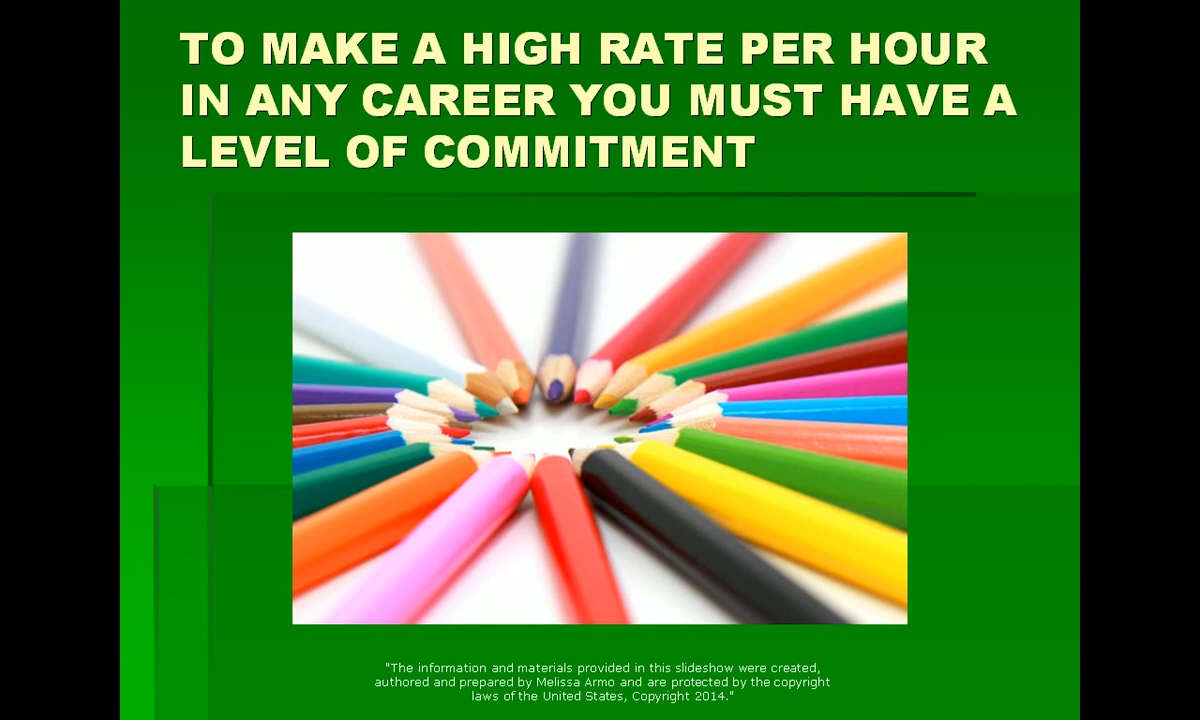 TO MAKE A HIGH RATE PER HOUR
IN ANY CAREER YOU MUST HAVE A
LEVEL OF COMMITMENT
"The information and materials provided in this slideshow were created,
authored and prepared by Melissa Armo and are protected by the copyright
laws of the United States, Copyright 2014."